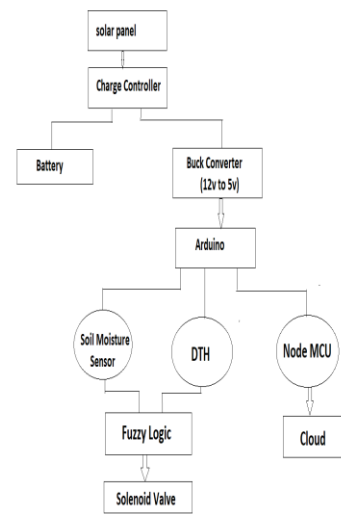 solar panel
Charge Controller
Battery
Buck Converter
(12v to 5v)
Arduino
Soil Moisture
Sensor
DTH
Node MCU
Fuzzy Logic
Cloud
Solenoid Valve